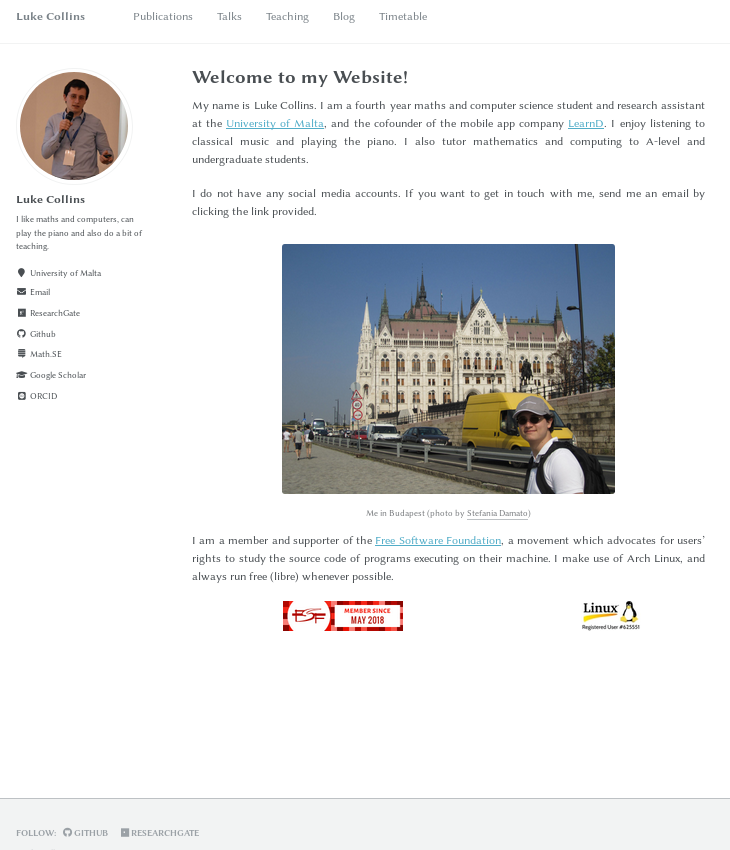 Luke Collins
Publications
Talks
Teaching
Blog
Timetable
Luke Collins
I like maths and computers, can
play the piano and also do a bit of
teaching.
University of Malta
Email
ResearchGate
Github
Math.SE
Google Scholar
ORCID
Welcome to my Website!
My name is Luke Collins. I am a fourth year maths and computer science student and research assistant
at the University of Malta, and the cofounder of the mobile app company LearnD. I enjoy listening to
classical music and playing the piano. I also tutor mathematics and computing to A-level and
undergraduate students.
I do not have any social media accounts. If you want to get in touch with me, send me an email by
clicking the link provided.
Me in Budapest (photo by Stefania Damato)
I am a member and supporter of the Free Software Foundation, a movement which advocates for users’
rights to study the source code of programs executing on their machine. I make use of Arch Linux, and
always run free (libre) whenever possible.
FSF
MEMBER SINCE
MAY 2018
Linux
Registered User #625531
FOLLOW: GITHUB RESEARCHGATE